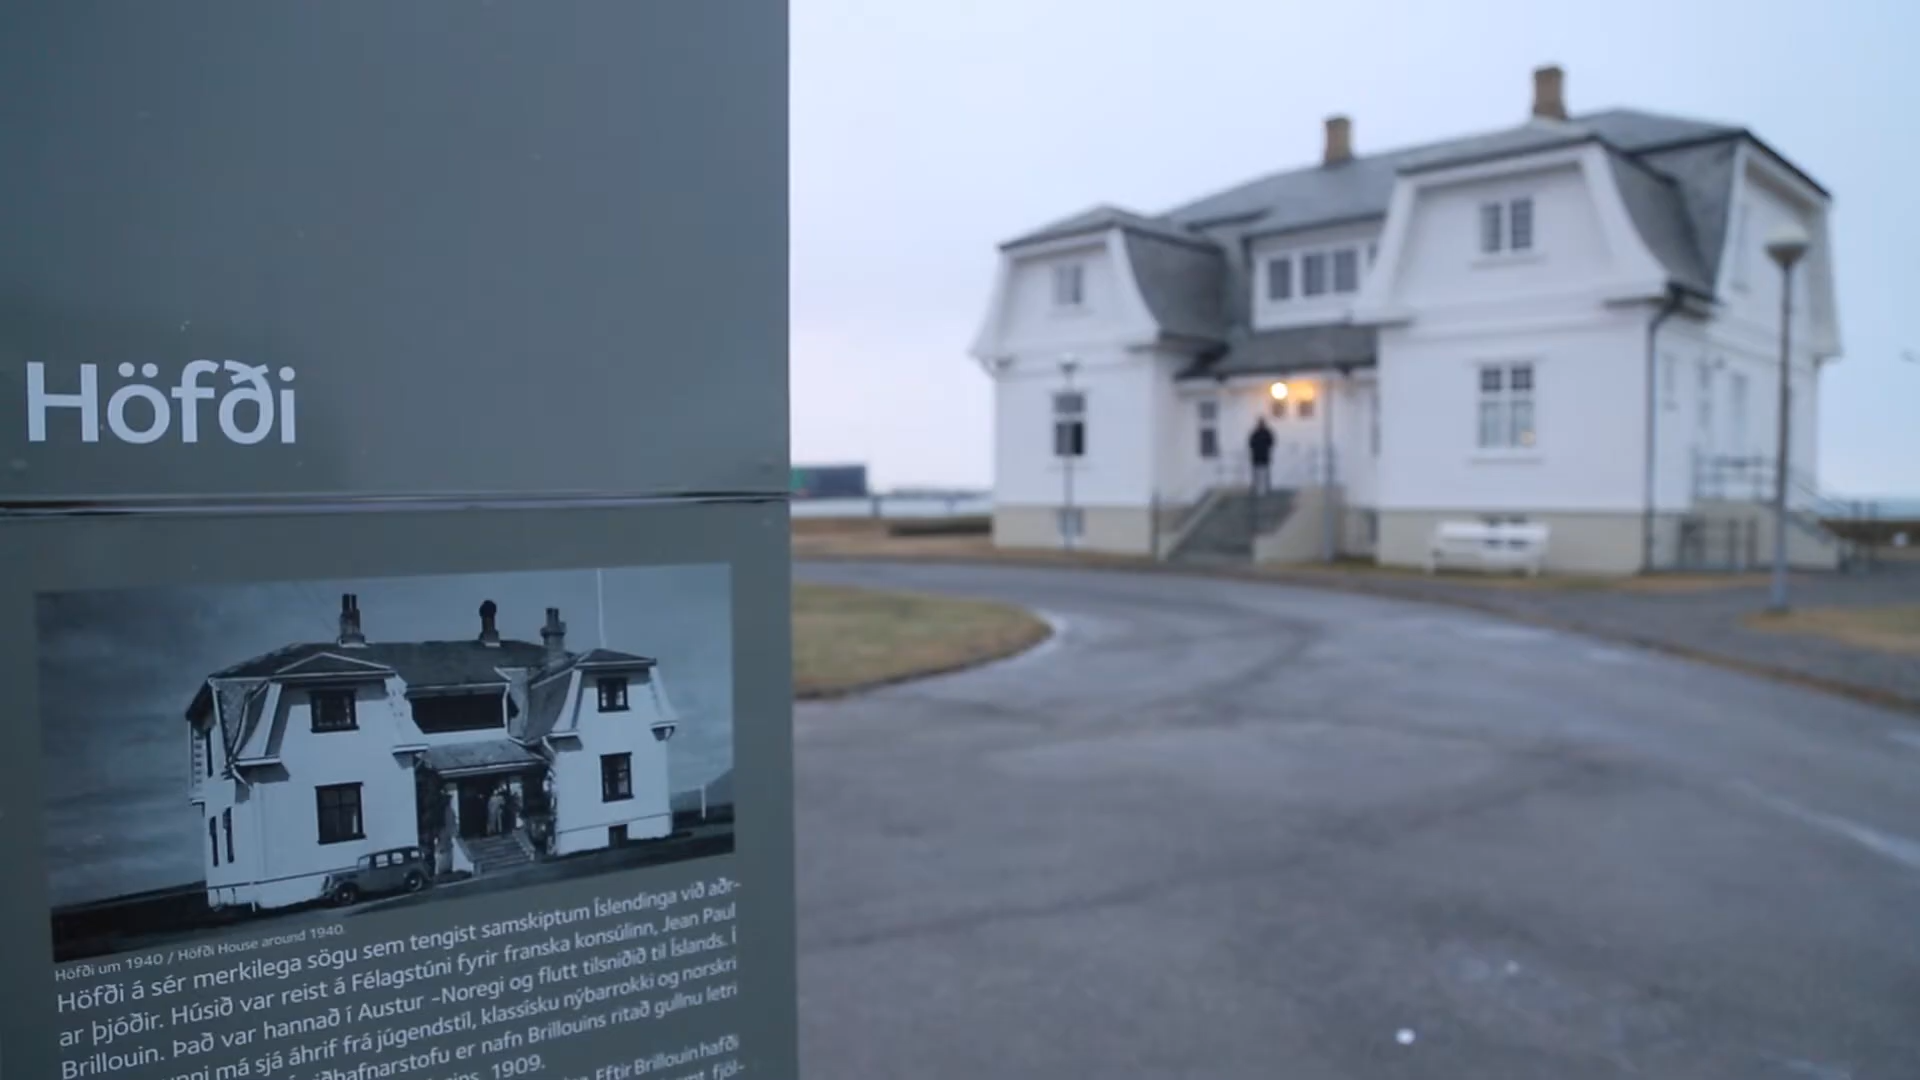 Höfði
Höfði um 1940 / Höfði House around 1940.
Höfði á sér merkilega sögu sem tengist samskiptum Íslendinga við aðr-
ar þjóðir. Húsið var reist á Félagstúni fyrir franska konsúlinn, Jean Paul
Brillouin. Það var hannað í Austur –Noregi og flutt tilsniðið til Íslands. Í
má sjá áhrif frá júgendstíl, klassísku nýbarrokki og norskri
er nafn Brillouins ritað gullnu letri
1909.
Eftir Brillouin hafði